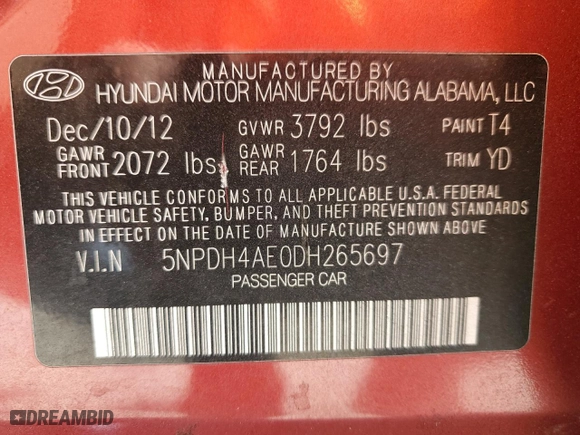 MANUFACTURED BY
HYUNDAI MOTOR MANUFACTURING ALABAMA, LLC
Dec/10/12 GVWR 3792 lbs PAINT T4
GAWR FRONT 2072 lbs GAWR REAR 1764 lbs TRIM YD
THIS VEHICLE CONFORMS TO ALL APPLICABLE U.S.A. FEDERAL
MOTOR VEHICLE SAFETY, BUMPER, AND THEFT PREVENTION STANDARDS
IN EFFECT ON THE DATE OF MANUFACTURE SHOWN ABOVE
V.I.N 5NPDH4AE0DH265697
PASSENGER CAR
DREAMBID